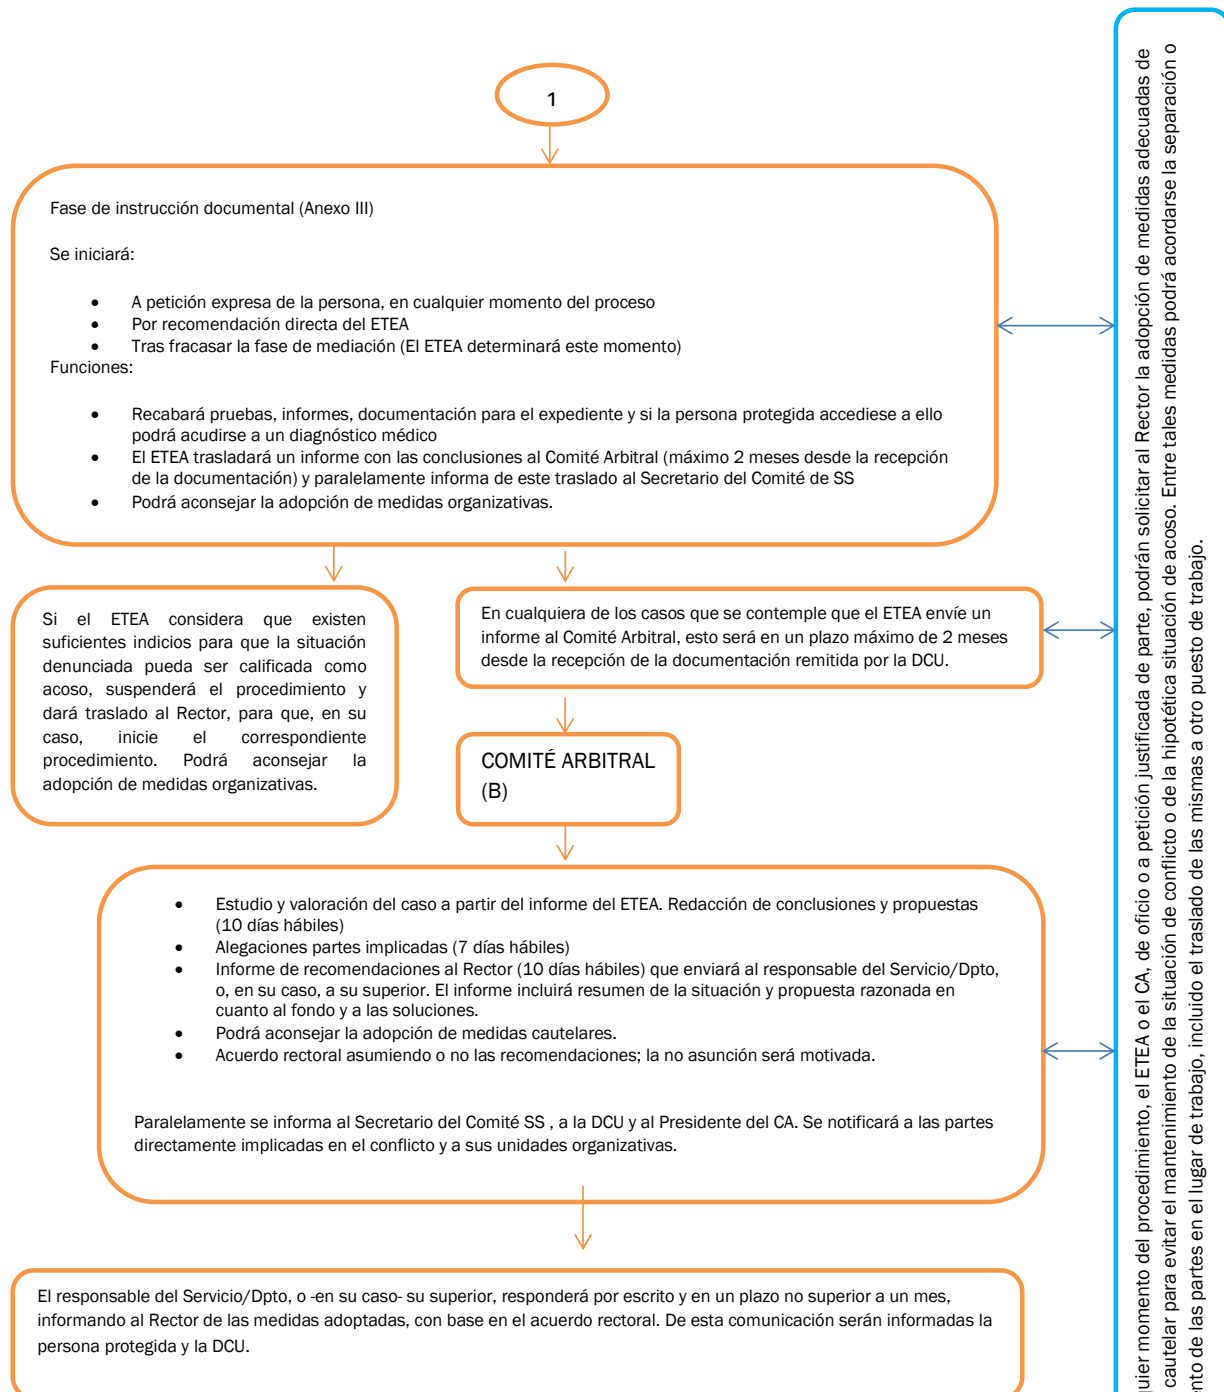 1
Fase de instrucción documental (Anexo III)
Se iniciará:
• A petición expresa de la persona, en cualquier momento del proceso
• Por recomendación directa del ETEA
• Tras fracasar la fase de mediación (El ETEA determinará este momento)
Funciones:
• Recabará pruebas, informes, documentación para el expediente y si la persona protegida accediese a ello
podrá acudirse a un diagnóstico médico
• El ETEA trasladará un informe con las conclusiones al Comité Arbitral (máximo 2 meses desde la recepción
de la documentación) y paralelamente informa de este traslado al Secretario del Comité de SS
• Podrá aconsejar la adopción de medidas organizativas.
Si el ETEA considera que existen
suficientes indicios para que la situación
denunciada pueda ser calificada como
acoso, suspenderá el procedimiento y
dará traslado al Rector, para que, en su
caso, inicie el correspondiente
procedimiento. Podrá aconsejar la
adopción de medidas organizativas.
En cualquiera de los casos que se contemple que el ETEA envíe un
informe al Comité Arbitral, esto será en un plazo máximo de 2 meses
desde la recepción de la documentación remitida por la DCU.
COMITÉ ARBITRAL
(B)
• Estudio y valoración del caso a partir del informe del ETEA. Redacción de conclusiones y propuestas
(10 días hábiles)
• Alegaciones partes implicadas (7 días hábiles)
• Informe de recomendaciones al Rector (10 días hábiles) que enviará al responsable del Servicio/Dpto,
o, en su caso, a su superior. El informe incluirá resumen de la situación y propuesta razonada en
cuanto al fondo y a las soluciones.
• Podrá aconsejar la adopción de medidas cautelares.
• Acuerdo rectoral asumiendo o no las recomendaciones; la no asunción será motivada.
Paralelamente se informa al Secretario del Comité SS , a la DCU y al Presidente del CA. Se notificará a las partes
directamente implicadas en el conflicto y a sus unidades organizativas.
El responsable del Servicio/Dpto, o -en su caso- su superior, responderá por escrito y en un plazo no superior a un mes,
informando al Rector de las medidas adoptadas, con base en el acuerdo rectoral. De esta comunicación serán informadas la
persona protegida y la DCU.
momento del procedimiento, el ETEA o el CA, de oficio o a petición justificada de parte, podrán solicitar al Rector la adopción de medidas adecuadas de
cautelar para evitar el mantenimiento de la situación de conflicto o de la hipotética situación de acoso. Entre tales medidas podrá acordarse la separación o
de las partes en el lugar de trabajo, incluido el traslado de las mismas a otro puesto de trabajo.